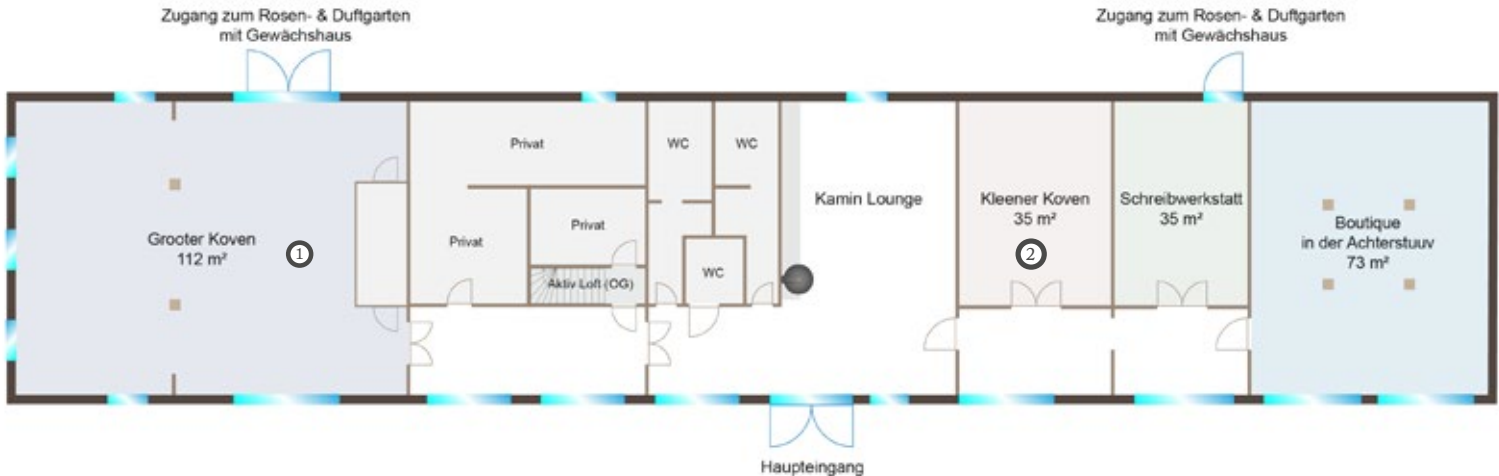 Zugang zum Rosen- & Duftgarten
mit Gewächshaus
Zugang zum Rosen- & Duftgarten
mit Gewächshaus
Grooter Koven
112 m²
1
Privat
Privat
Privat
Aktiv Loft (OG)
WC
WC
WC
Kamin Lounge
Kleener Koven
35 m²
2
Schreibwerkstatt
35 m²
Boutique
in der Achterstuuv
73 m²
Haupteingang